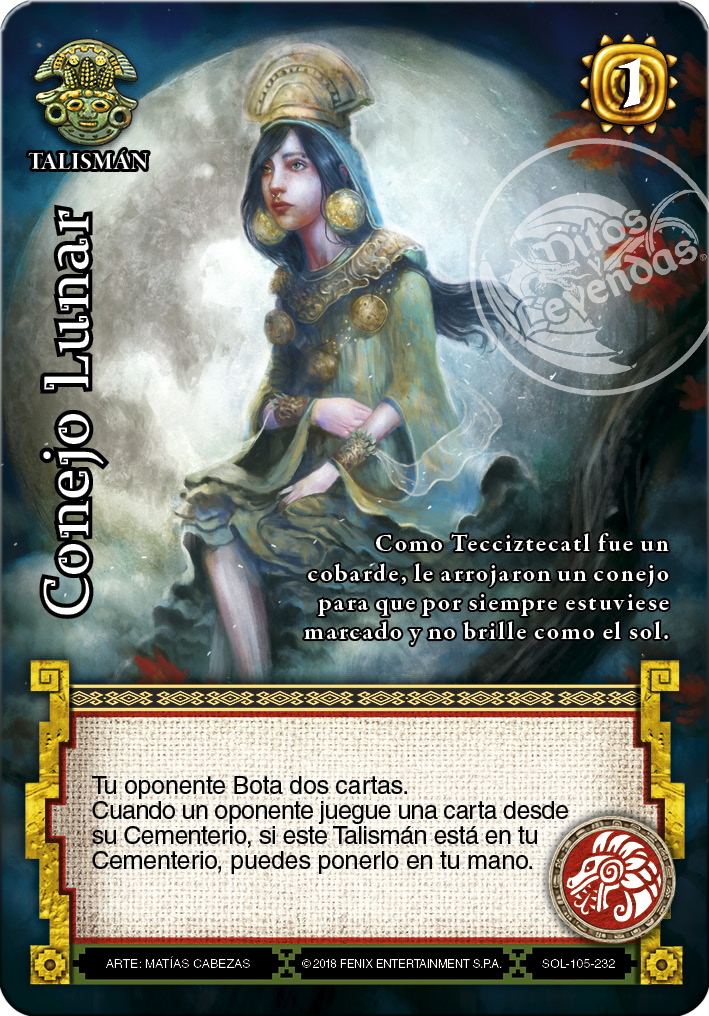 TALISMÁN
1
Mitos
y
Leyendas
®
Conejo Lunar
Como Tecciztecatl fue un
cobarde, le arrojaron un conejo
para que por siempre estuviese
marcado y no brille como el sol.
Tu oponente Bota dos cartas.
Cuando un oponente juegue una carta desde
su Cementerio, si este Talismán está en tu
Cementerio, puedes ponerlo en tu mano.
ARTE: MATÍAS CABEZAS
©2018 FENIX ENTERTAINMENT S.P.A.
SOL-105-232